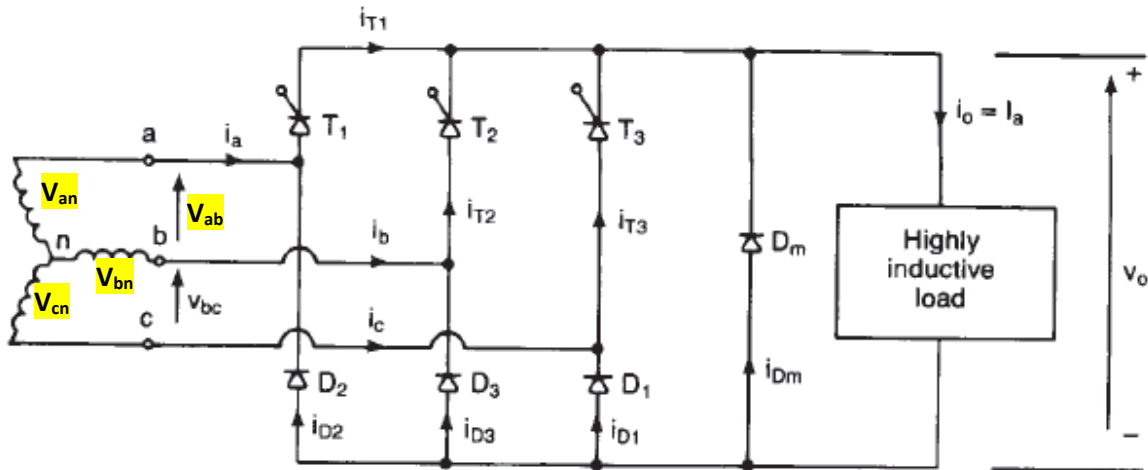 iT1
T1
T2
T3
a
ia
Van
Vab
iT2
iT3
Dm
io = Ia
+
n
b
ib
Vbn
Vcn
vbc
Highly
inductive
load
vo
c
ic
D2
D3
D1
iDm
iD2
iD3
iD1
−